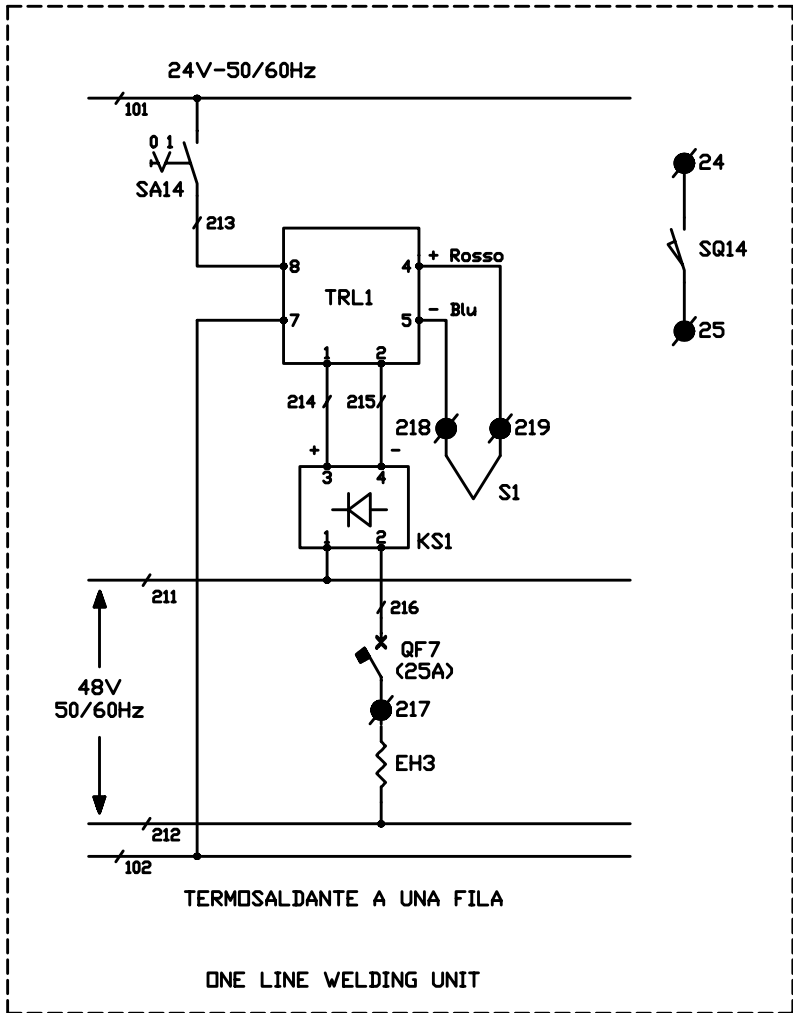 24V-50/60Hz
101
0 1
SA14
213
24
SQ14
25
8
TRL1
4
+ Rosso
7
5
- Blu
1
2
214
215
218
219
+
-
3
4
S1
1
2
KS1
211
216
QF7
(25A)
48V
50/60Hz
217
EH3
212
102
TERMOSALDANTE A UNA FILA
ONE LINE WELDING UNIT